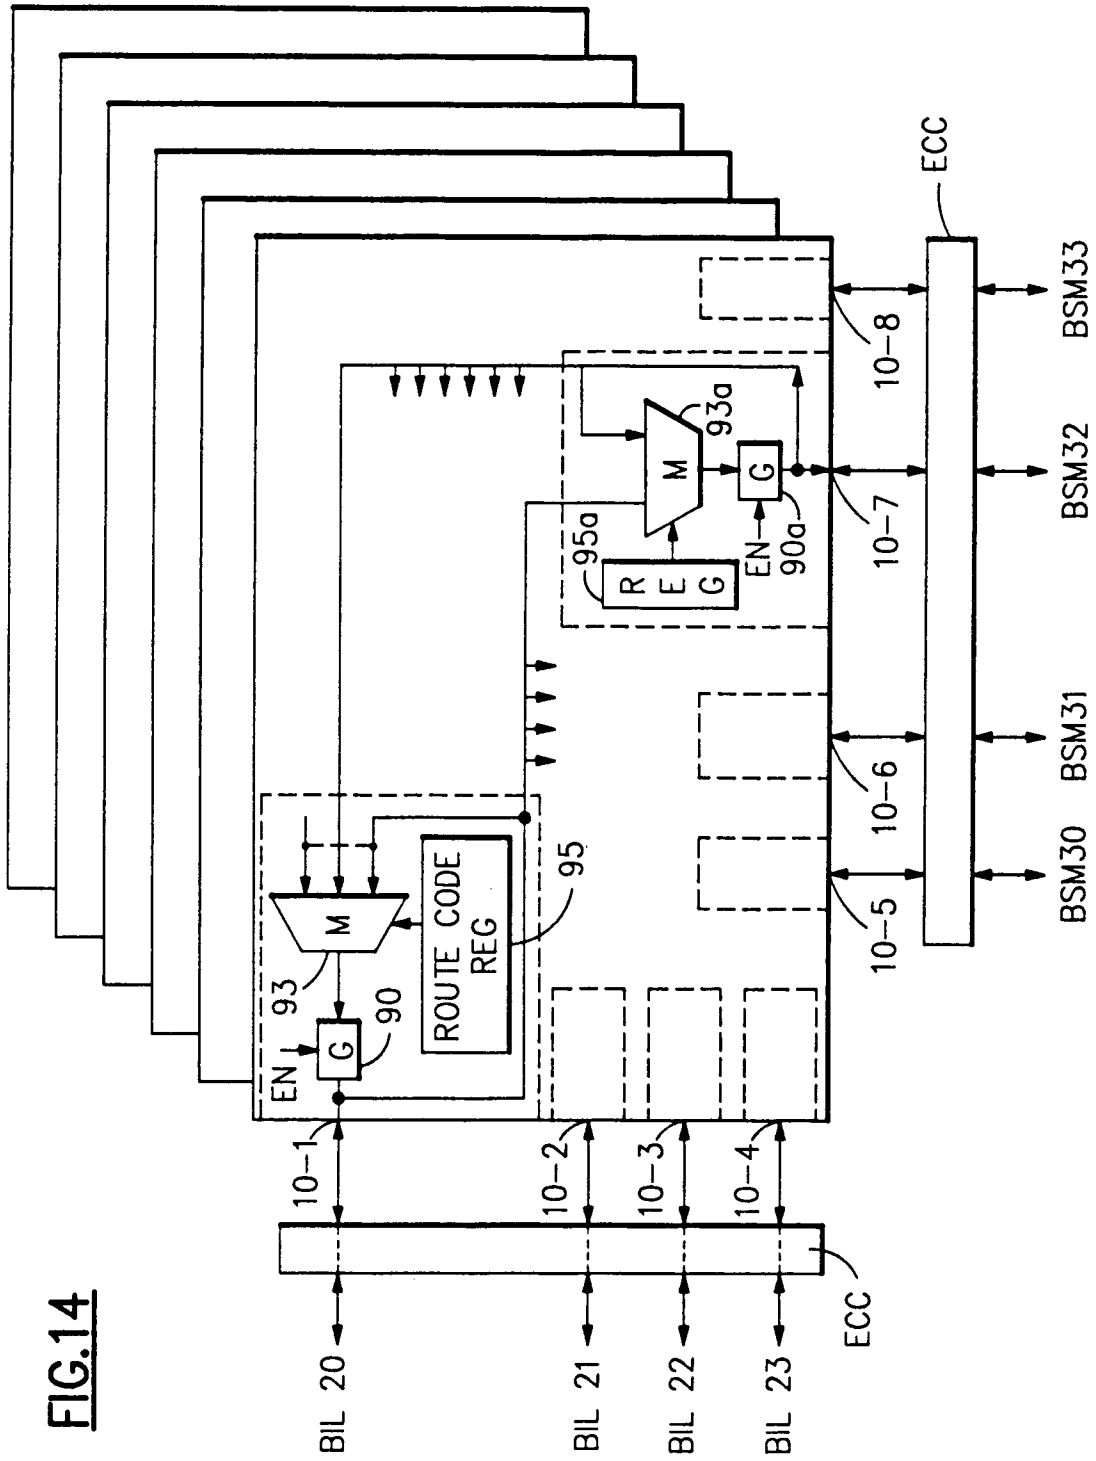 FIG.14
BIL 20
BIL 21
BIL 22
BIL 23
ECC
10-1
10-2
10-3
10-4
EN
G
90
93
M
ROUTE CODE
REG
95
95a
R
E
G
M
93a
EN
G
90a
10-5
10-6
10-7
10-8
ECC
BSM30
BSM31
BSM32
BSM33